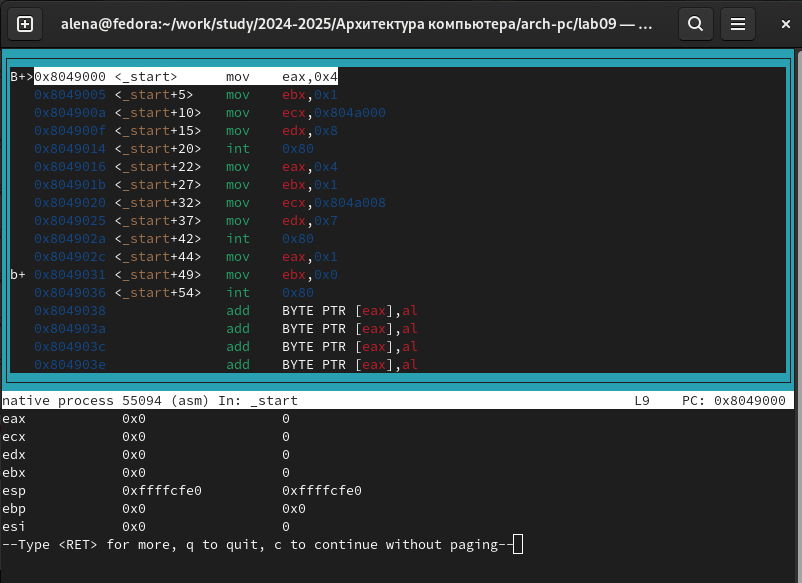 alena@fedora:~/work/study/2024-2025/Архитектура компьютера/arch-pc/lab09 — ...
B+>0x8049000 <_start> mov eax,0x4
0x8049005 <_start+5> mov ebx,0x1
0x804900a <_start+10> mov ecx,0x804a000
0x804900f <_start+15> mov edx,0x8
0x8049014 <_start+20> int 0x80
0x8049016 <_start+22> mov eax,0x4
0x804901b <_start+27> mov ebx,0x1
0x8049020 <_start+32> mov ecx,0x804a008
0x8049025 <_start+37> mov edx,0x7
0x804902a <_start+42> int 0x80
0x804902c <_start+44> mov eax,0x1
b+ 0x8049031 <_start+49> mov ebx,0x0
0x8049036 <_start+54> int 0x80
0x8049038 add BYTE PTR [eax],al
0x804903a add BYTE PTR [eax],al
0x804903c add BYTE PTR [eax],al
0x804903e add BYTE PTR [eax],al
native process 55094 (asm) In: _start L9 PC: 0x8049000
eax 0x0 0
ecx 0x0 0
edx 0x0 0
ebx 0x0 0
esp 0xffffcfe0 0xffffcfe0
ebp 0x0 0x0
esi 0x0 0
--Type <RET> for more, q to quit, c to continue without paging--